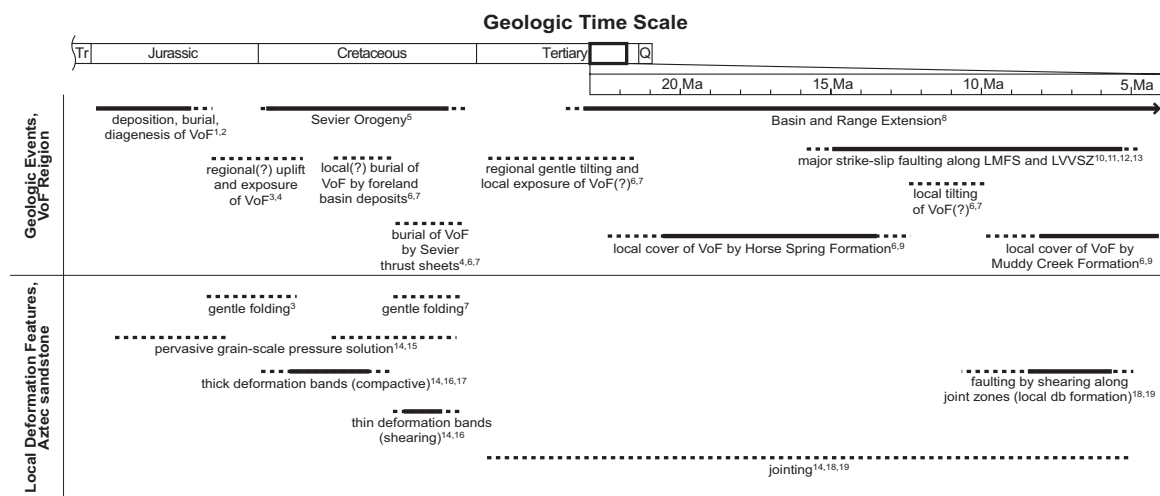 Geologic Time Scale
Tr
Jurassic
Cretaceous
Tertiary
Q
20 Ma
15 Ma
10 Ma
5 Ma
Geologic Events,
VoF Reigion
deposition, burial,
diagenesis of VoF1,2
Sevier Orogeny5
Basin and Range Extension8
major strike-slip faulting along LMFS and LVVSZ10,11,12,13
regional(?) uplift
and exposure
of VoF3,4
local(?) burial of
VoF by foreland
basin deposits6,7
regional gentle tilting and
local exposure of VoF(?)6,7
local tilting
of VoF(?)6,7
burial of VoF
by Sevier
thrust sheets4,6,7
local cover of VoF by Horse Spring Formation6,9
local cover of VoF by
Muddy Creek Formation6,9
Local Deformation Features,
Aztec sandstone
gentle folding3
gentle folding7
pervasive grain-scale pressure solution14,15
thick deformation bands (compactive)14,16,17
faulting by shearing along
joint zones (local db formation)18,19
thin deformation bands
(shearing)14,16
jointing14,18,19